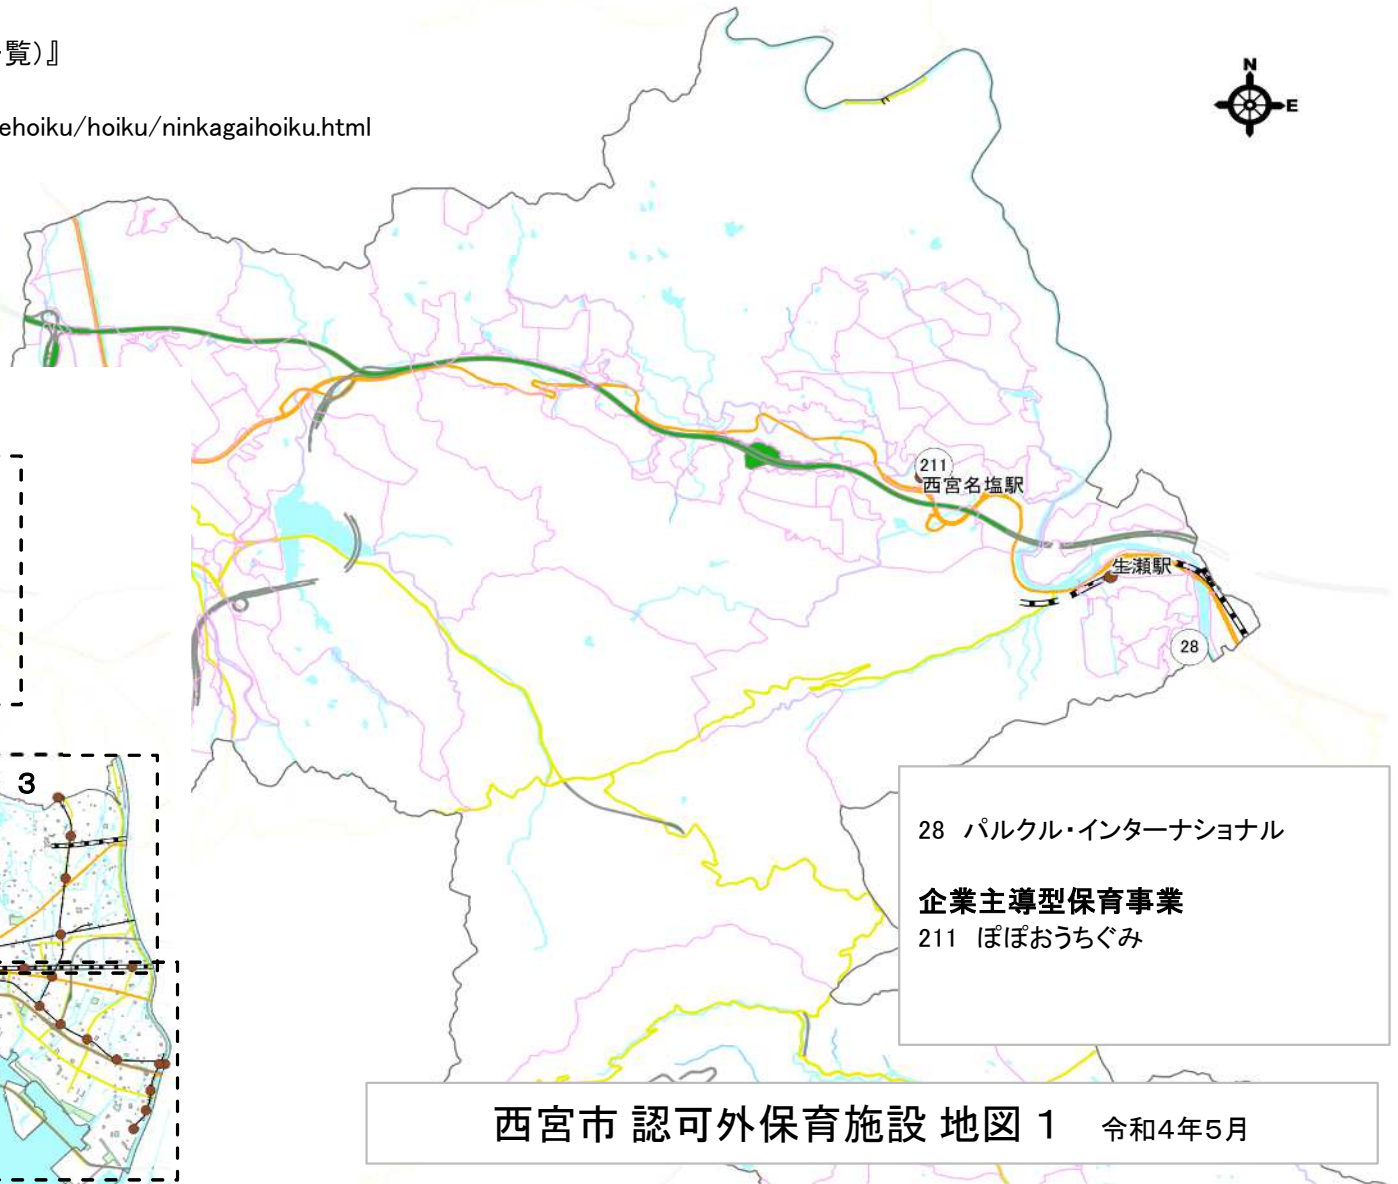 覧)』
ehoiku/hoiku/ninkagaihoiku.html
N
E
211
西宮名塩駅
生瀬駅
28
3
28 パルクル・インターナショナル
企業主導型保育事業
211 ぽぽおうちぐみ
西宮市 認可外保育施設 地図 1 令和4年5月